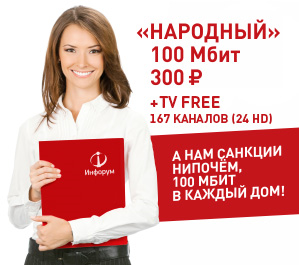 «НАРОДНЫЙ»
100 Мбит
300 ₽
+TV FREE
167 КАНАЛОВ (24 HD)
Инфорум
А НАМ САНКЦИИ
НИПОЧЁМ,
100 МБИТ
В КАЖДЫЙ ДОМ!